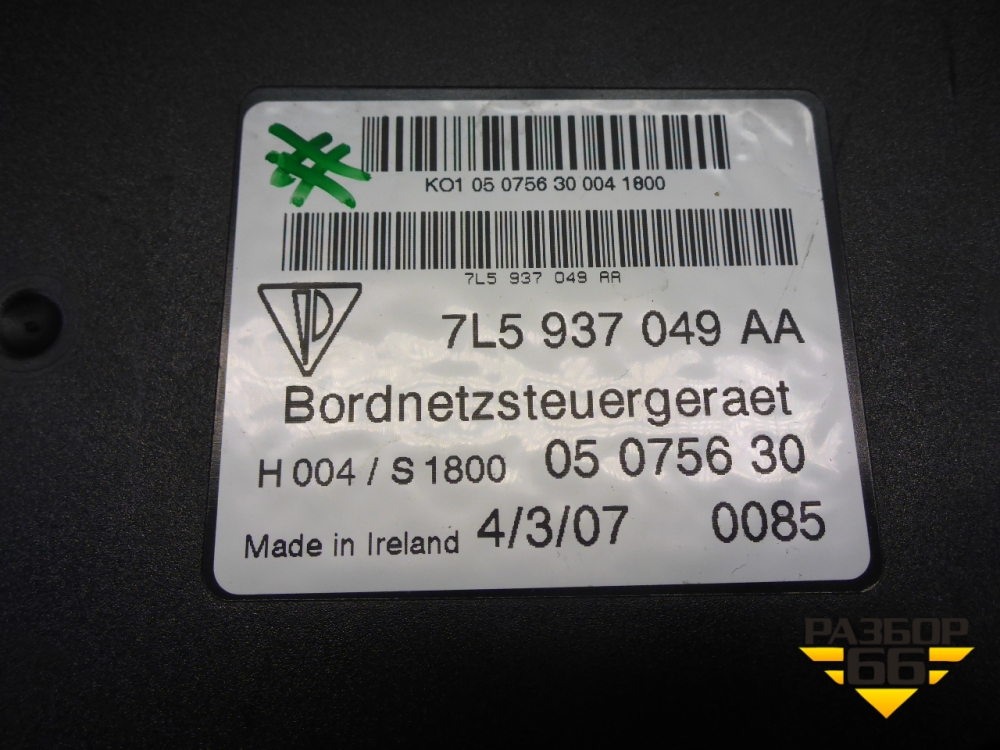 KO1 05 0756 30 004 1800
7L5 937 049 AA
7L5 937 049 AA
Bordnetzsteuergeraet
H 004 / S 1800 05 0756 30
Made in Ireland 4/3/07 0085
РАЗБОР
66